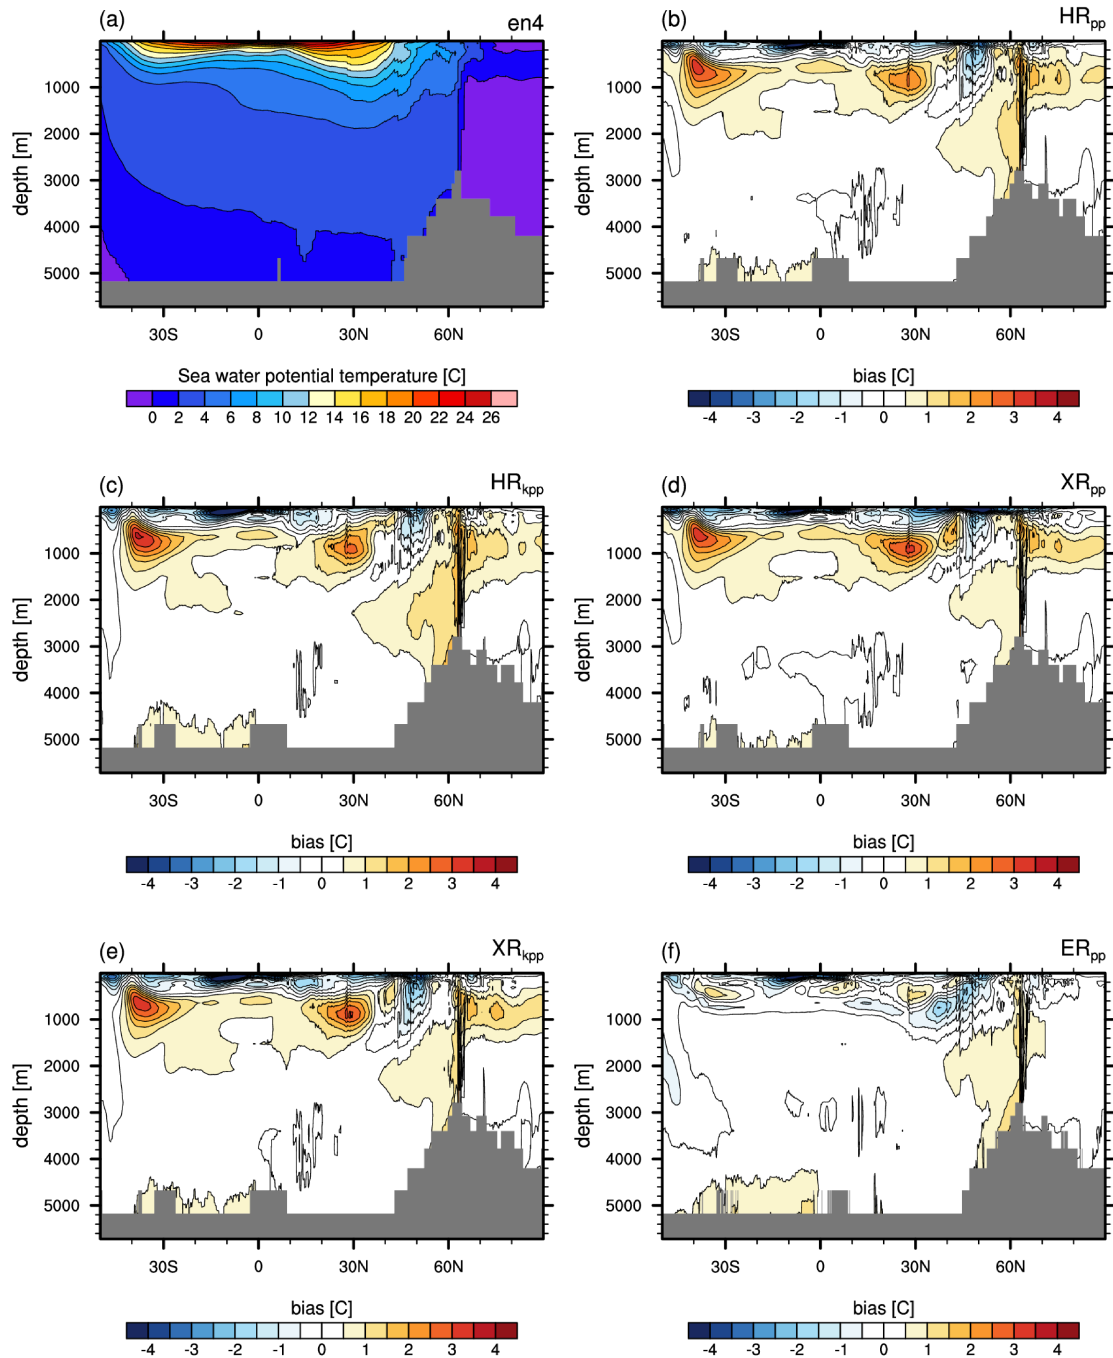 (a) en4
depth [m]
1000
2000
3000
4000
5000
30S 0 30N 60N
Sea water potential temperature [C]
0 2 4 6 8 10 12 14 16 18 20 22 24 26
(b) HRpp
depth [m]
1000
2000
3000
4000
5000
30S 0 30N 60N
bias [C]
-4 -3 -2 -1 0 1 2 3 4
(c) HRkpp
depth [m]
1000
2000
3000
4000
5000
30S 0 30N 60N
bias [C]
-4 -3 -2 -1 0 1 2 3 4
(d) XRpp
depth [m]
1000
2000
3000
4000
5000
30S 0 30N 60N
bias [C]
-4 -3 -2 -1 0 1 2 3 4
(e) XRkpp
depth [m]
1000
2000
3000
4000
5000
30S 0 30N 60N
bias [C]
-4 -3 -2 -1 0 1 2 3 4
(f) ERpp
depth [m]
1000
2000
3000
4000
5000
30S 0 30N 60N
bias [C]
-4 -3 -2 -1 0 1 2 3 4